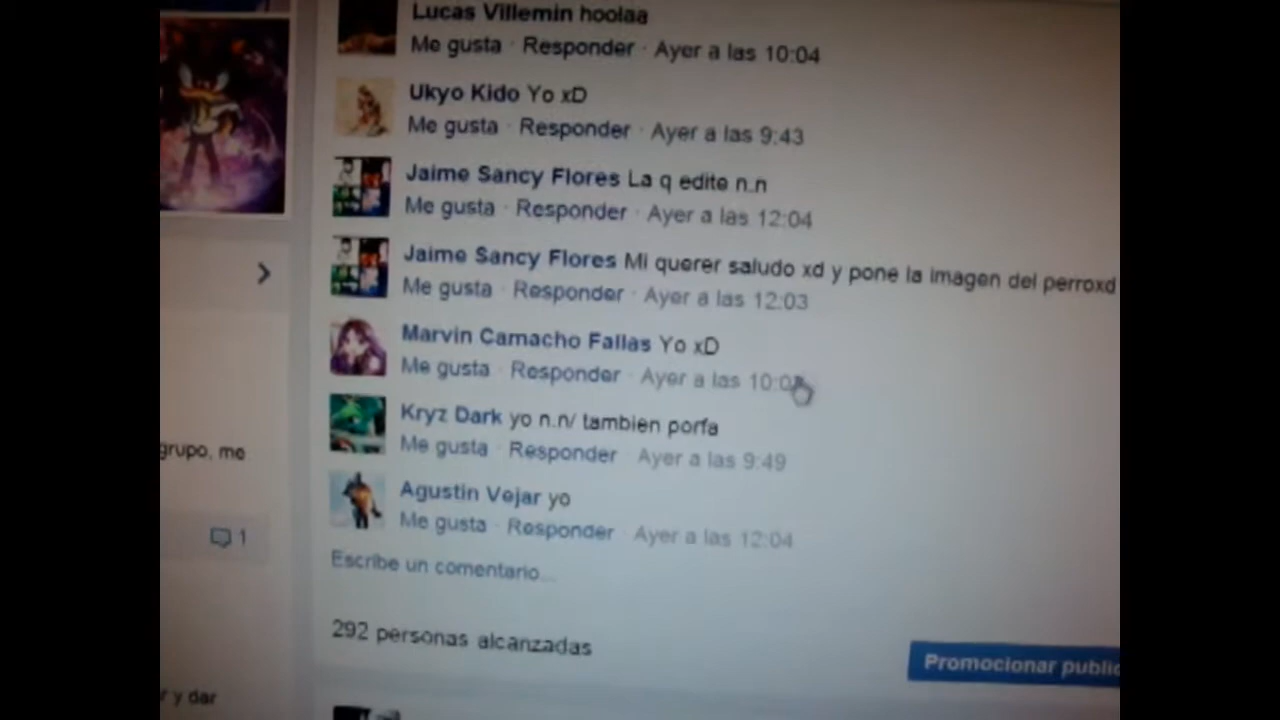 Lucas Villemin hoolaa
Me gusta · Responder · Ayer a las 10:04
Ukyo Kido Yo xD
Me gusta · Responder · Ayer a las 9:43
Jaime Sancy Flores La q edite n.n
Me gusta · Responder · Ayer a las 12:04
Jaime Sancy Flores Mi querer saludo xd y pone la imagen del perroxd
Me gusta · Responder · Ayer a las 12:03
Marvin Camacho Fallas Yo xD
Me gusta · Responder · Ayer a las 10:0
Kryz Dark yo n.n/ tambien porfa
Me gusta · Responder · Ayer a las 9:49
Agustin Vejar yo
Me gusta · Responder · Ayer a las 12:04
Escribe un comentario...
292 personas alcanzadas
Promocionar public
grupo, me
1
r y dar